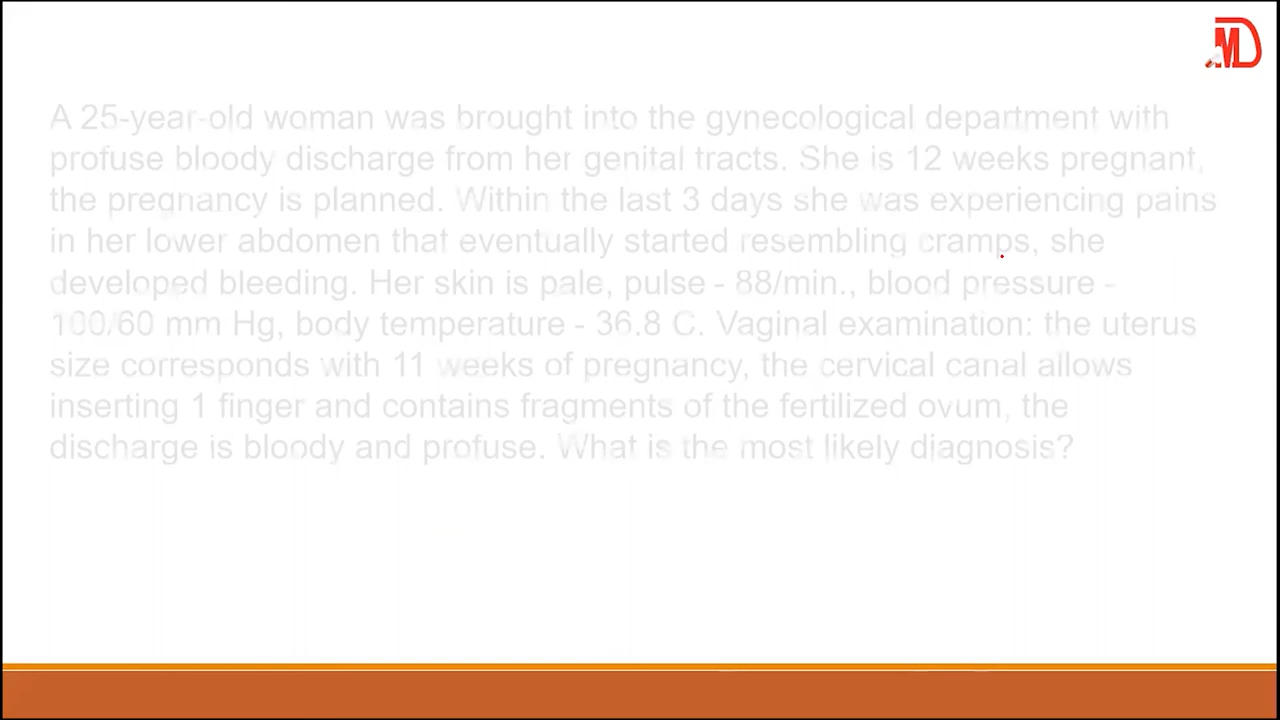 MD
A 25-year-old woman was brought into the gynecological department with
profuse bloody discharge from her genital tracts. She is 12 weeks pregnant,
the pregnancy is planned. Within the last 3 days she was experiencing pains
in her lower abdomen that eventually started resembling cramps, she
developed bleeding. Her skin is pale, pulse - 88/min., blood pressure -
100/60 mm Hg, body temperature - 36.8 C. Vaginal examination: the uterus
size corresponds with 11 weeks of pregnancy, the cervical canal allows
inserting 1 finger and contains fragments of the fertilized ovum, the
discharge is bloody and profuse. What is the most likely diagnosis?